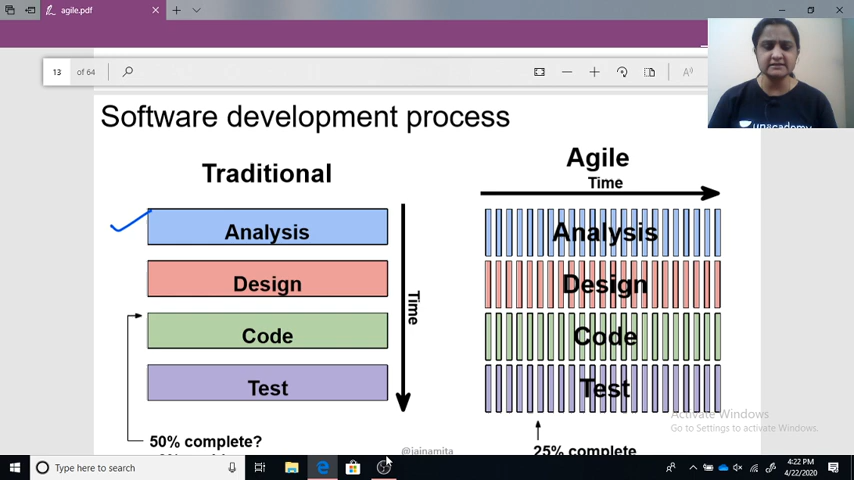 agile.pdf
13 of 64
Software development process
Traditional
Analysis
Design
Code
Test
Time
50% complete?
Agile
Time
Analysis
Design
Code
Test
25% complete
unacademy
@jainamita
Activate Windows
Go to Settings to activate Windows.
Type here to search
4:22 PM
4/22/2020